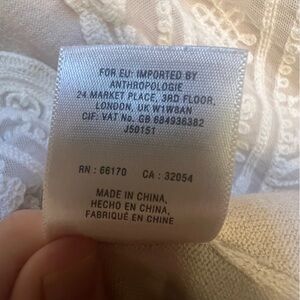 FOR EU: IMPORTED BY
ANTHROPOLOGIE
24 MARKET PLACE, 3RD FLOOR,
LONDON, UK W1W8AN
CIF: VAT No. GB 684936382
J50151
RN : 66170 CA : 32054
MADE IN CHINA,
HECHO EN CHINA,
FABRIQUÉ EN CHINE